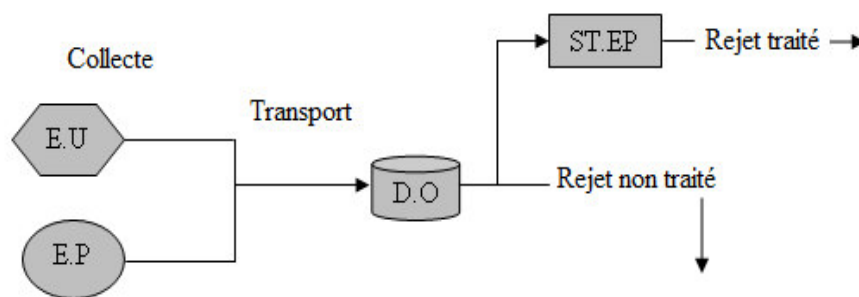 Collecte
E.U
E.P
Transport
D.O
ST.EP
Rejet traité
Rejet non traité